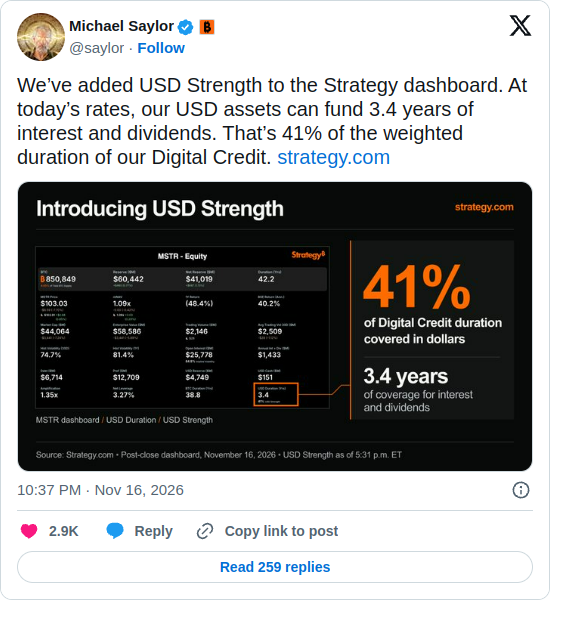 Michael Saylor
@saylor · Follow
We’ve added USD Strength to the Strategy dashboard. At
today’s rates, our USD assets can fund 3.4 years of
interest and dividends. That’s 41% of the weighted
duration of our Digital Credit. strategy.com
Introducing USD Strength
strategy.com
MSTR - Equity
Strategy
850,849
$60,442
$41,019
42.2
$103.03
1.09x
(48.4%)
40.2%
$44,064
$58,586
$2,146
$2,509
74.7%
81.4%
$25,778
$1,433
$6,714
$12,709
$4,749
$151
1.35x
3.27%
38.8
3.4
41%
of Digital Credit duration
covered in dollars
3.4 years
of coverage for interest
and dividends
MSTR dashboard / USD Duration / USD Strength
Source: Strategy.com • Post-close dashboard, November 16, 2026 • USD Strength as of 5:31 p.m. ET
10:37 PM · Nov 16, 2026
2.9K
Reply
Copy link to post
Read 259 replies